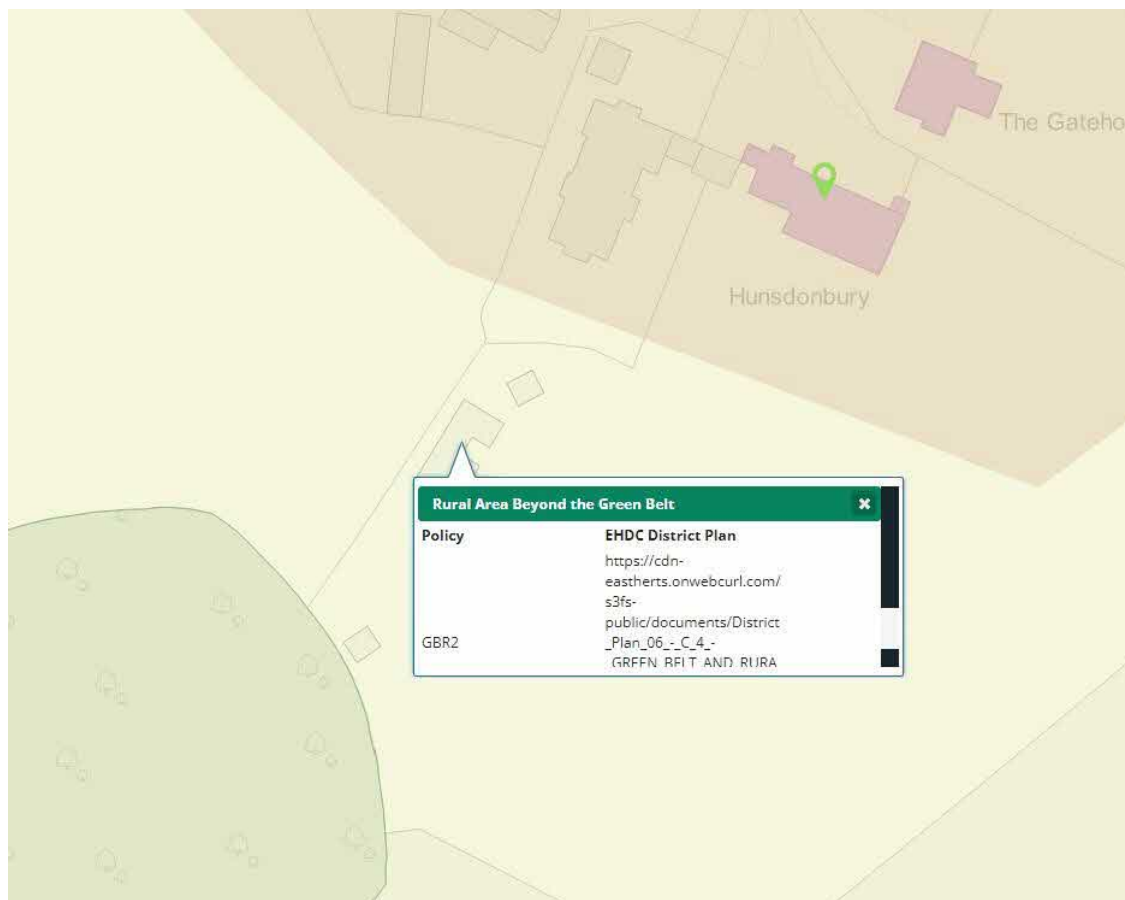 The Gateho
Hunsdonbury
Rural Area Beyond the Green Belt
Policy EHDC District Plan
https://cdn-
eastherts.onwebcurl.com/
s3fs-
public/documents/District
GBR2 _Plan_06_-_C_4_-
_GREEN_BELT_AND_RURA